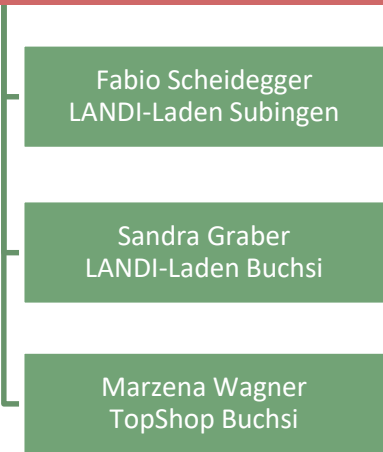 Fabio Scheidegger
LANDI-Laden Subingen
Sandra Graber
LANDI-Laden Buchsi
Marzena Wagner
TopShop Buchsi